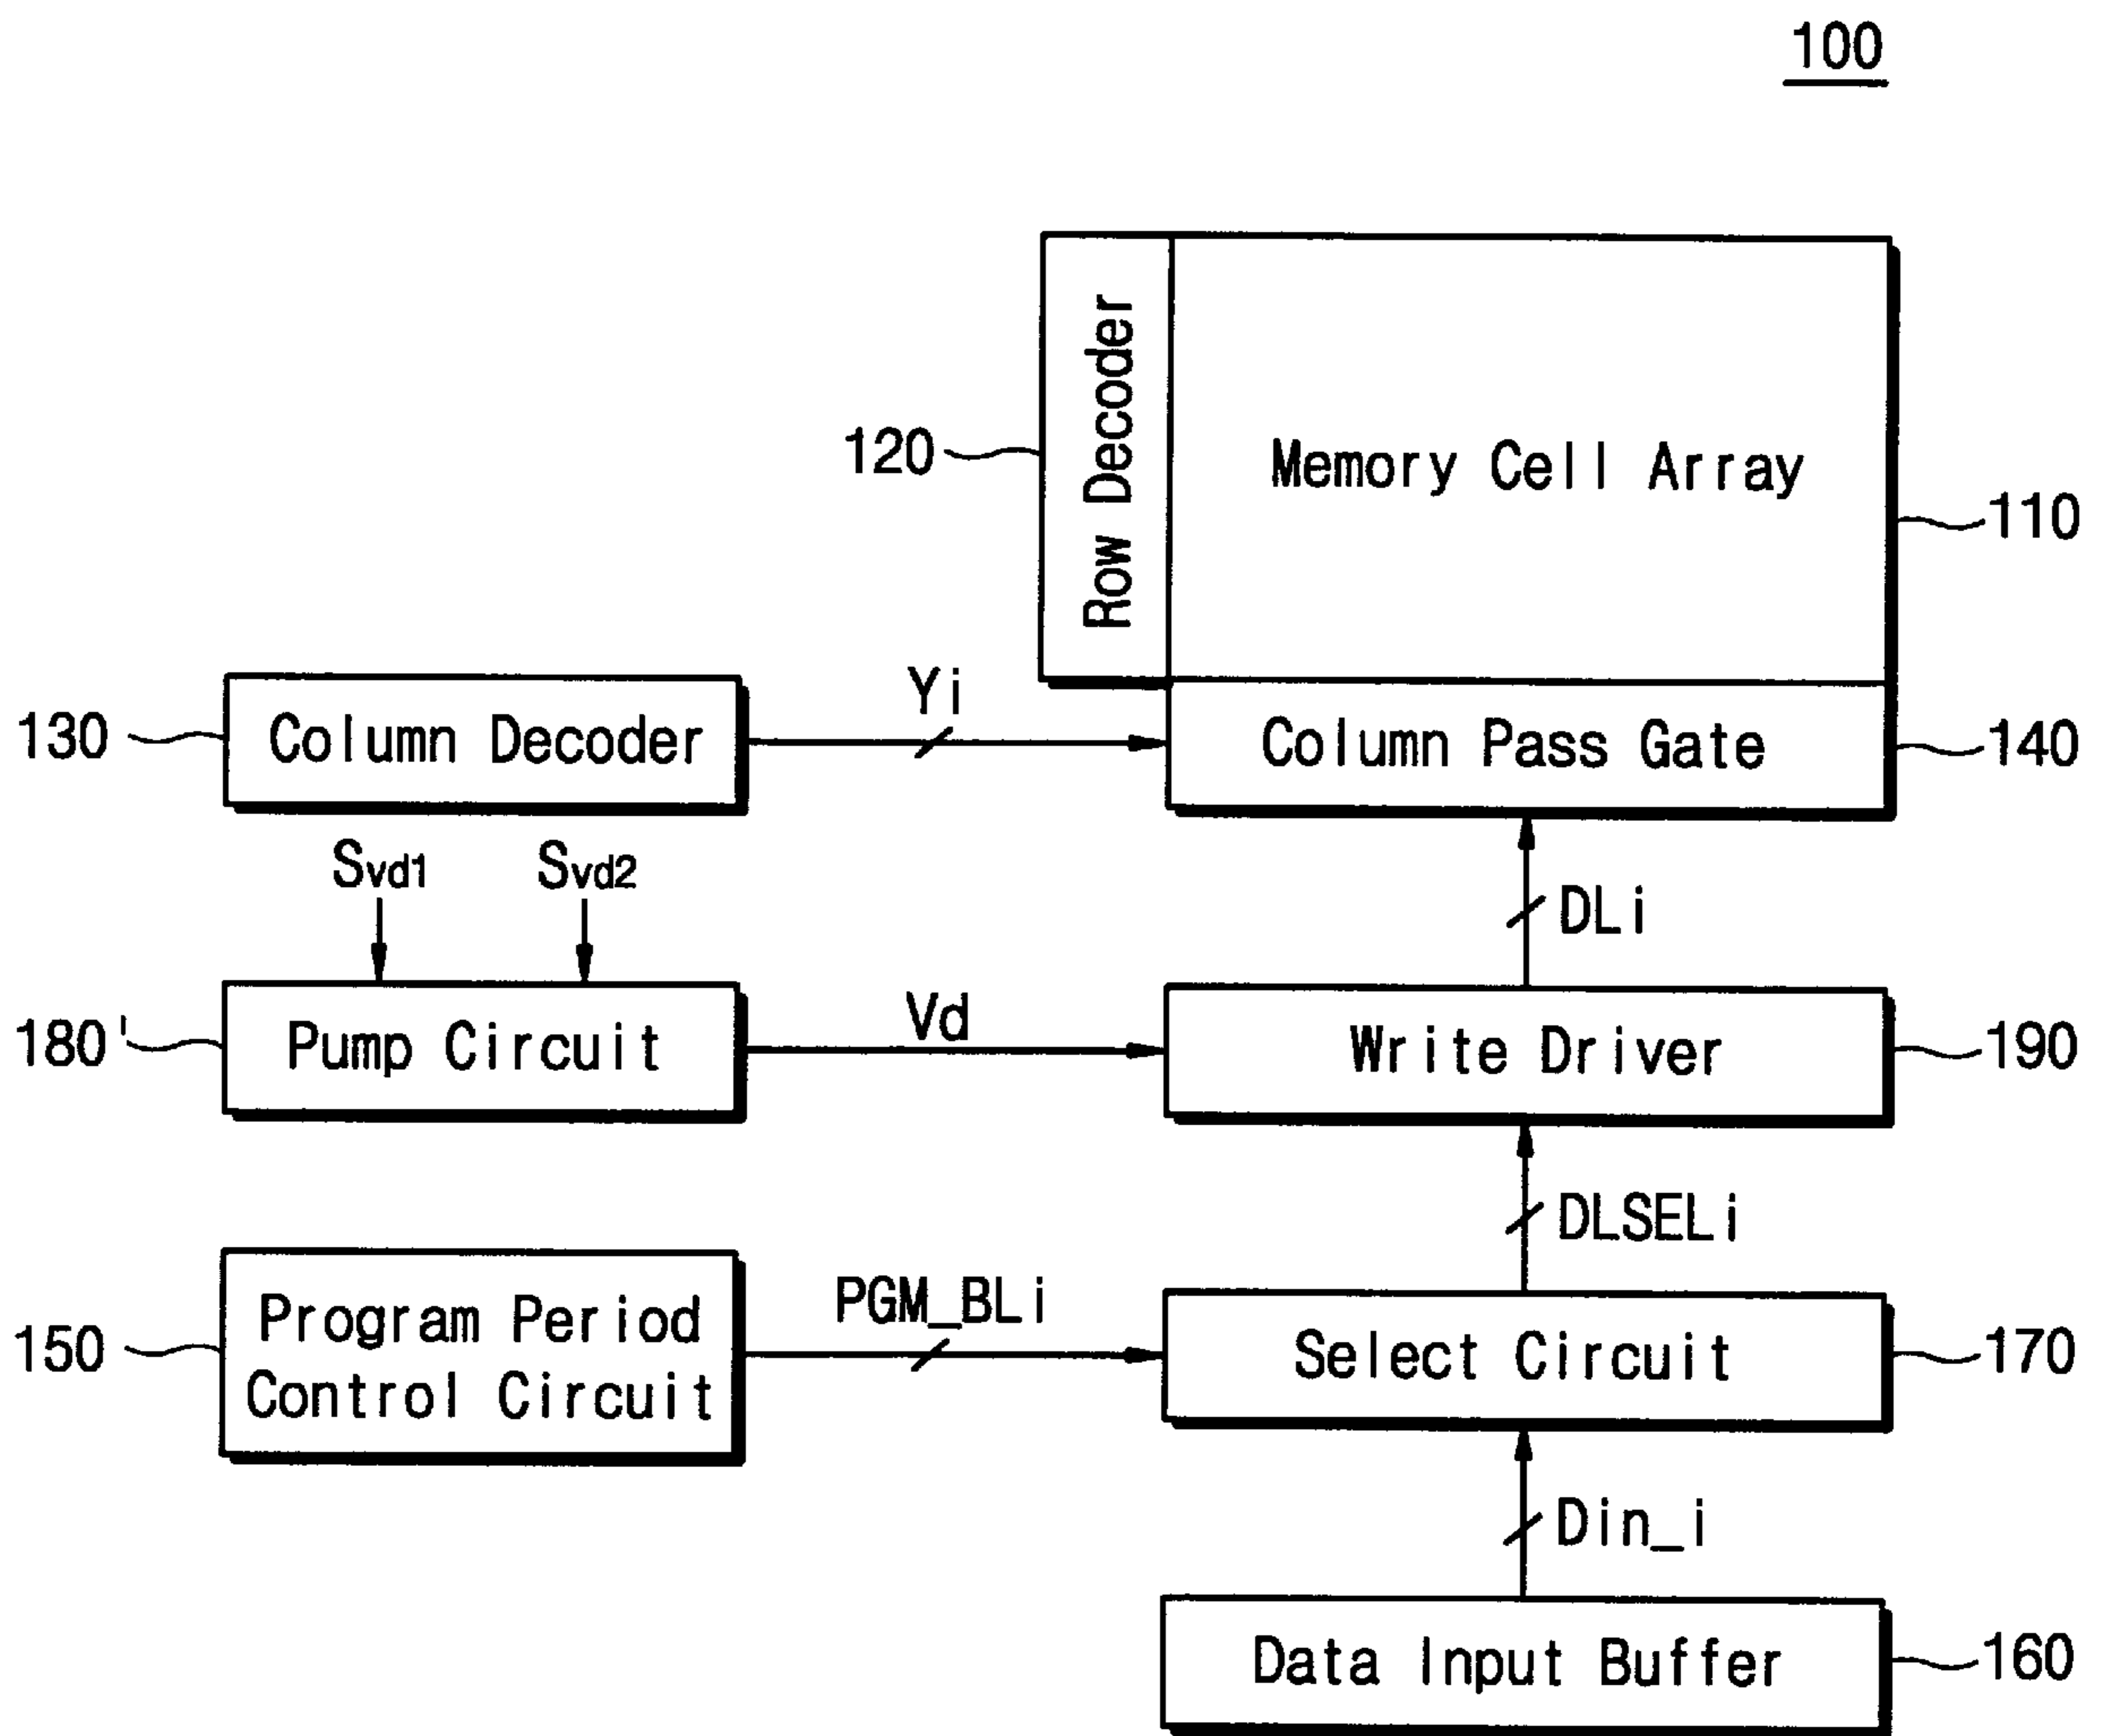 100
Row Decoder
Memory Cell Array
120
110
130
Column Decoder
Yi
Column Pass Gate
140
Svd1
Svd2
DLi
180'
Pump Circuit
Vd
Write Driver
190
DLSELi
150
Program Period
Control Circuit
PGM_BLi
Select Circuit
170
Din_i
Data Input Buffer
160